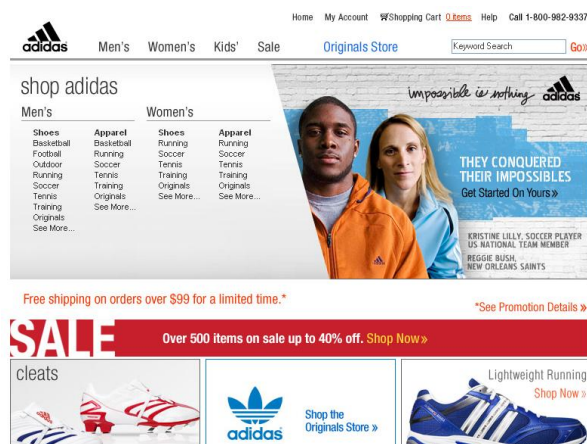 Home My Account Shopping Cart 0 items Help Call 1-800-982-9337
adidas
Men's Women's Kids' Sale Originals Store Keyword Search Go»
shop adidas
Men's
Shoes
Basketball
Football
Outdoor
Running
Soccer
Tennis
Training
Originals
See More...
Apparel
Basketball
Running
Soccer
Tennis
Training
Originals
See More...
Women's
Shoes
Running
Soccer
Tennis
Training
Originals
See More...
Apparel
Running
Soccer
Tennis
Training
Originals
See More...
impossible is nothing adidas
THEY CONQUERED
THEIR IMPOSSIBLES
Get Started On Yours »
KRISTINE LILLY, SOCCER PLAYER
US NATIONAL TEAM MEMBER
REGGIE BUSH,
NEW ORLEANS SAINTS
Free shipping on orders over $99 for a limited time.*
*See Promotion Details »
SALE
Over 500 items on sale up to 40% off. Shop Now »
cleats
adidas
Shop the
Originals Store »
Lightweight Running
Shop Now »